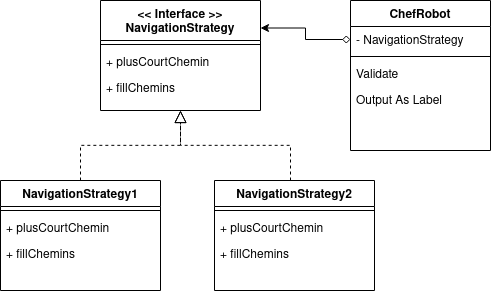 << Interface >>
NavigationStrategy
+ plusCourtChemin
+ fillChemins
ChefRobot
- NavigationStrategy
Validate
Output As Label
NavigationStrategy1
+ plusCourtChemin
+ fillChemins
NavigationStrategy2
+ plusCourtChemin
+ fillChemins